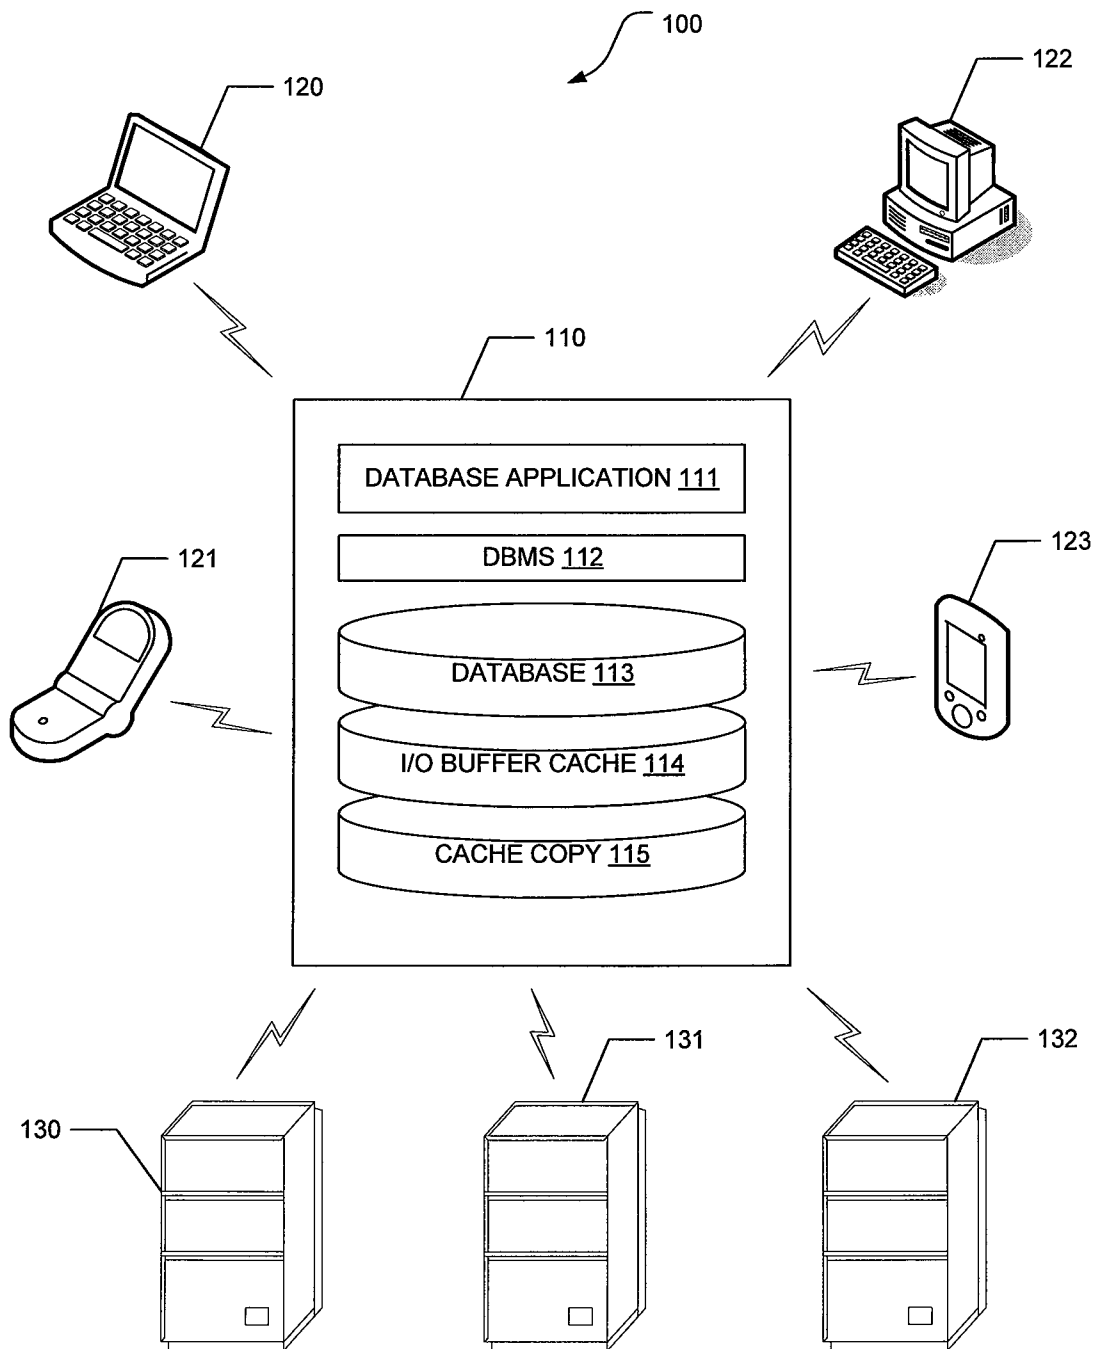 100
120
122
110
DATABASE APPLICATION 111
DBMS 112
121
123
DATABASE 113
I/O BUFFER CACHE 114
CACHE COPY 115
131
132
130